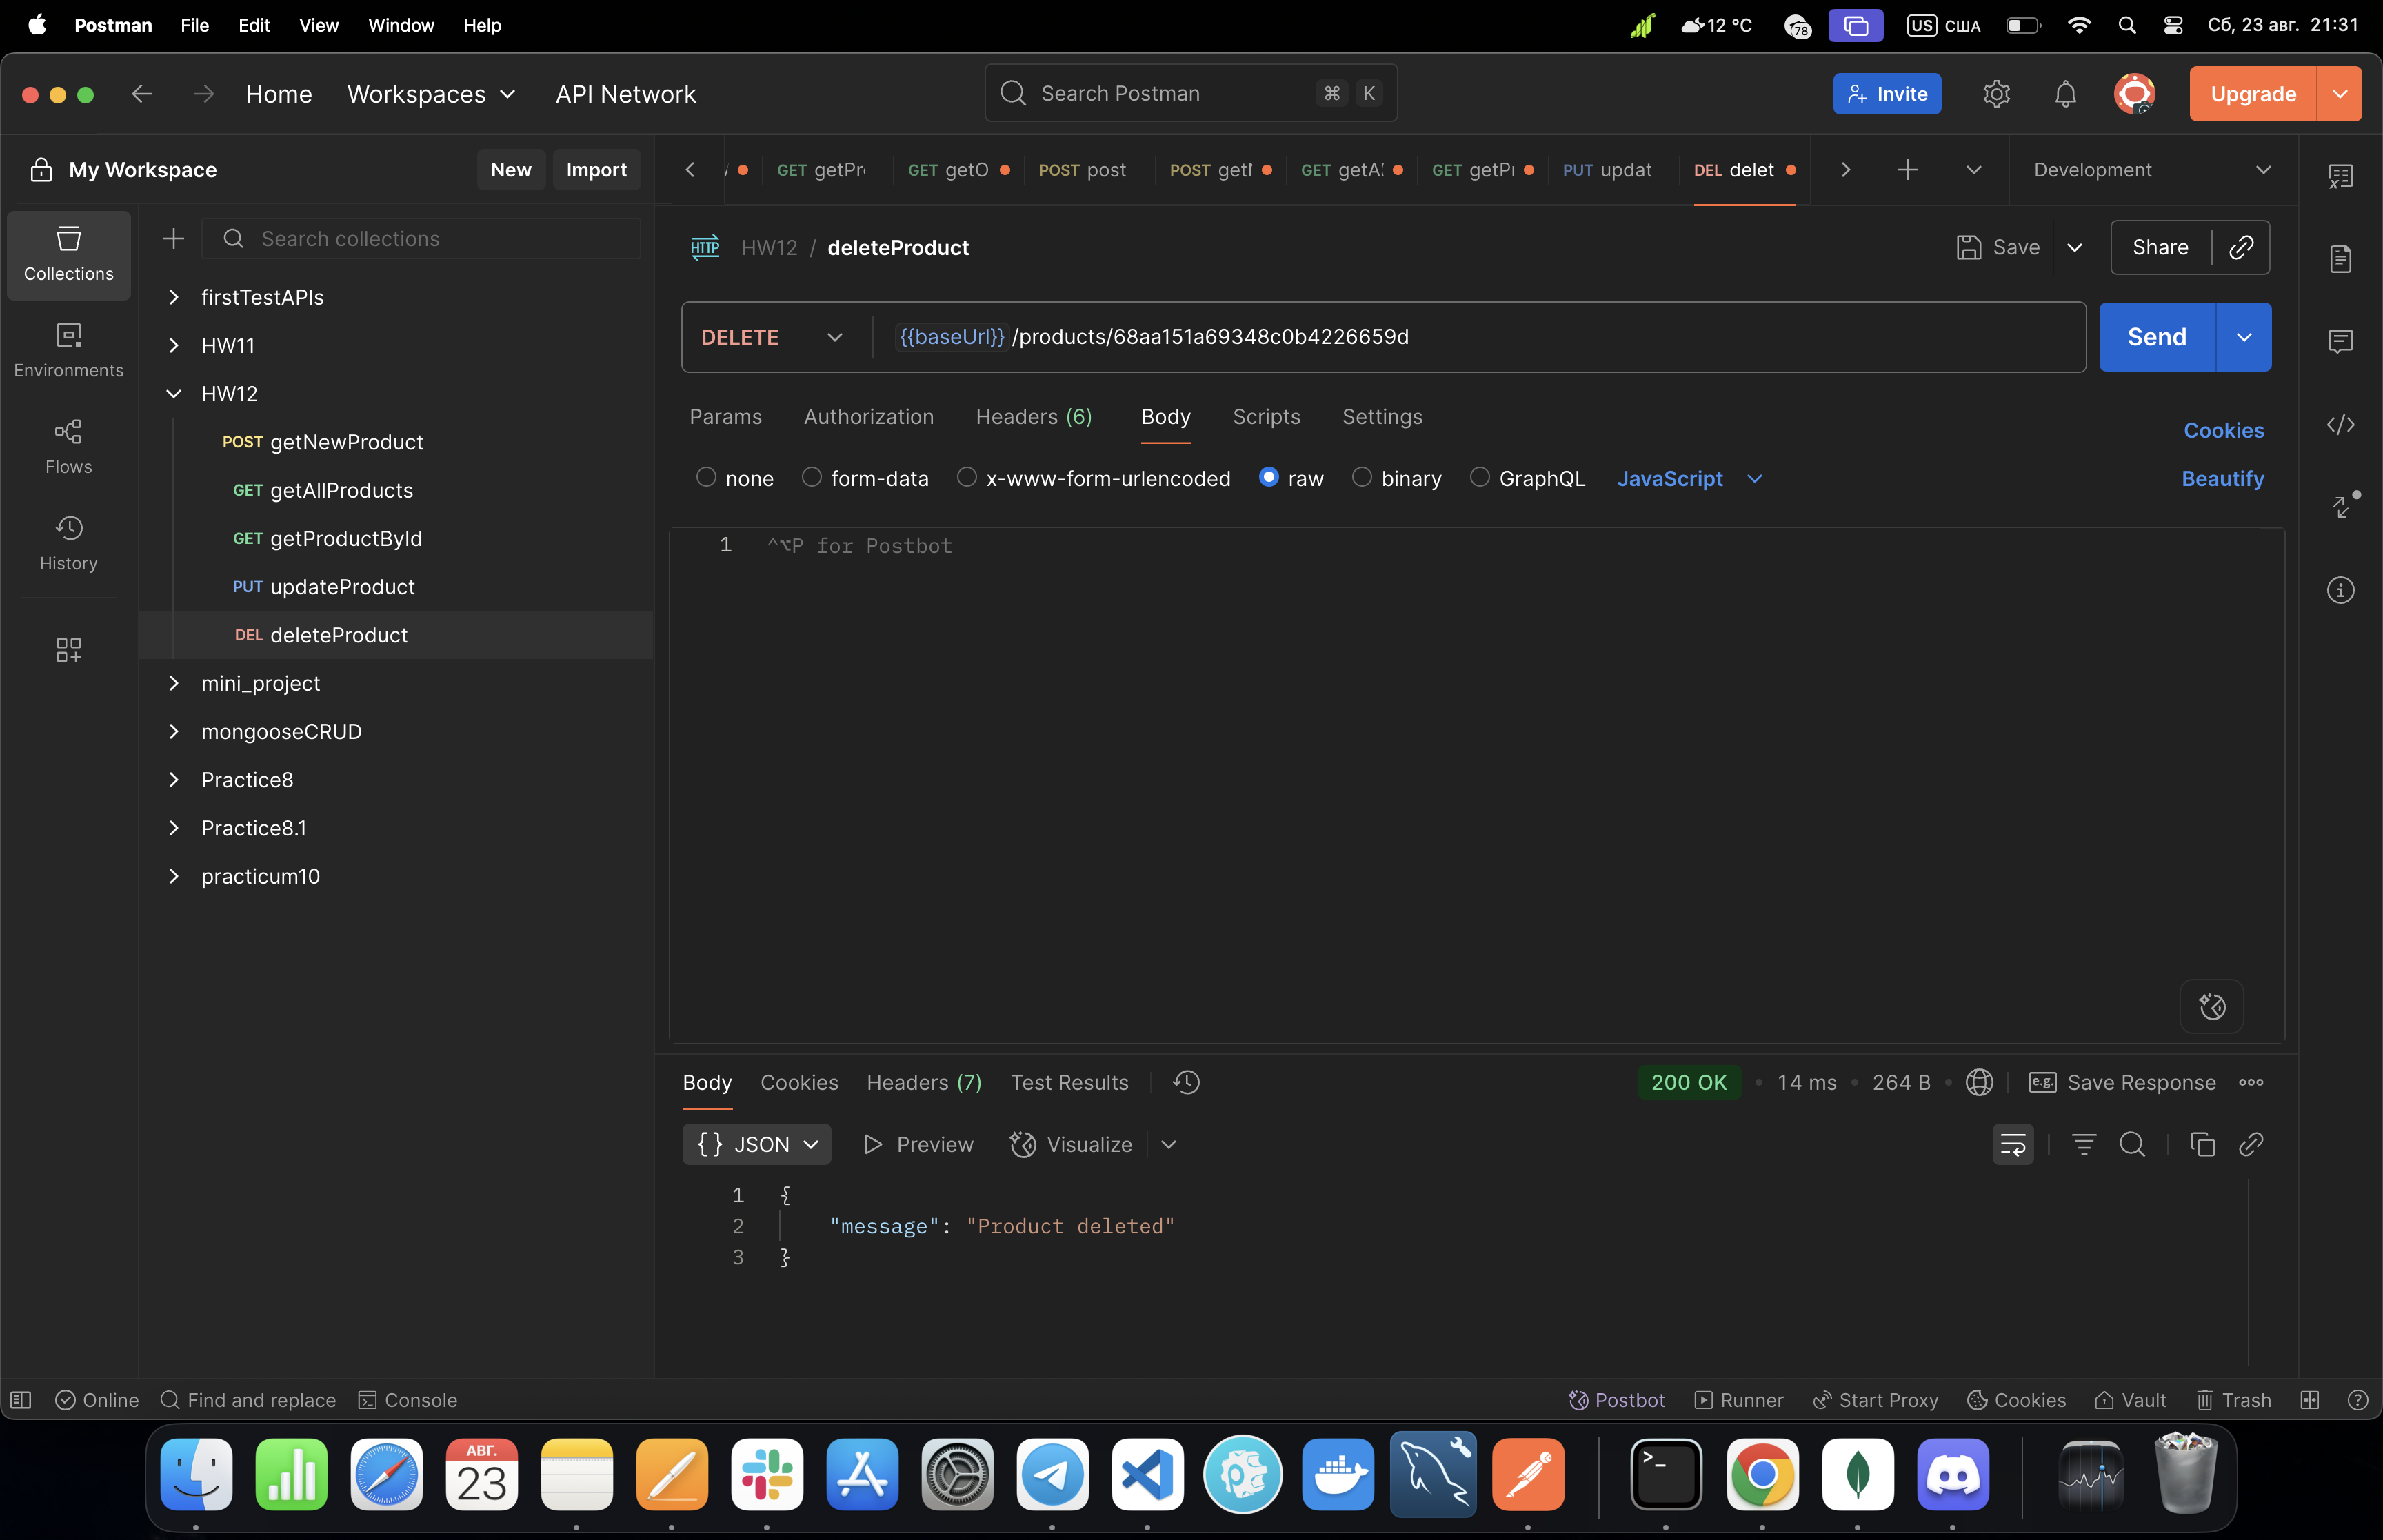 Postman File Edit View Window Help
78
12 °C
US США
Сб, 23 авг. 21:31
Home Workspaces API Network
Search Postman ⌘ K
Invite
Upgrade
My Workspace New Import
GET getPr
GET getO
POST post
POST get
GET getA
GET getP
PUT updat
DEL delet
Development
Collections
Environments
Flows
History
Search collections
firstTestAPIs
HW11
HW12
POST getNewProduct
GET getAllProducts
GET getProductById
PUT updateProduct
DEL deleteProduct
mini_project
mongooseCRUD
Practice8
Practice8.1
practicum10
HTTP HW12 / deleteProduct
Save Share
DELETE {{baseUrl}}/products/68aa151a69348c0b4226659d
Send
Params Authorization Headers (6) Body Scripts Settings
Cookies
none form-data x-www-form-urlencoded raw binary GraphQL JavaScript
Beautify
1 ⌃⌥P for Postbot
Body Cookies Headers (7) Test Results
200 OK • 14 ms • 264 B •
e.g. Save Response
{} JSON Preview Visualize
1 {
2 "message": "Product deleted"
3 }
Online Find and replace Console
Postbot Runner Start Proxy Cookies Vault Trash
АВГ.
23
>_